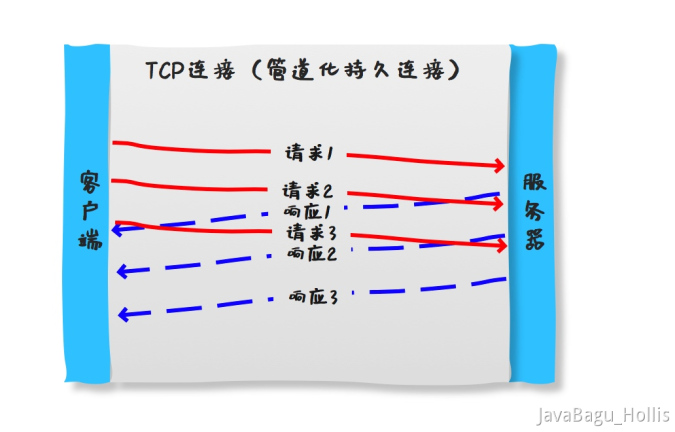 TCP连接（管道化持久连接）
请求1
客户端
服务器
请求2
响应1
请求3
响应2
响应3
JavaBagu_Hollis